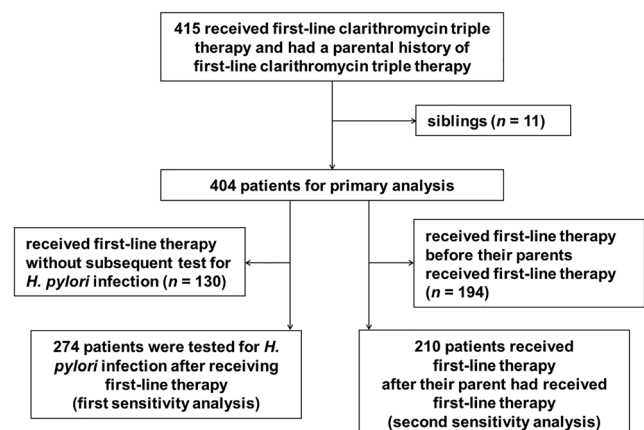 415 received first-line clarithromycin triple
therapy and had a parental history of
first-line clarithromycin triple therapy
siblings (n = 11)
404 patients for primary analysis
received first-line therapy
without subsequent test for
H. pylori infection (n = 130)
received first-line therapy
before their parents
received first-line therapy
(n = 194)
274 patients were tested for H.
pylori infection after receiving
first-line therapy
(first sensitivity analysis)
210 patients received
first-line therapy
after their parent had received
first-line therapy
(second sensitivity analysis)